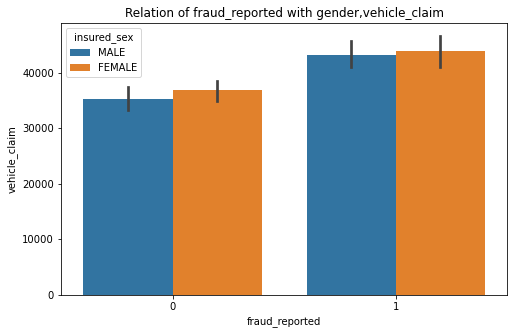 Relation of fraud_reported with gender,vehicle_claim
insured_sex
MALE
FEMALE
40000
30000
20000
10000
0
vehicle_claim
0
1
fraud_reported